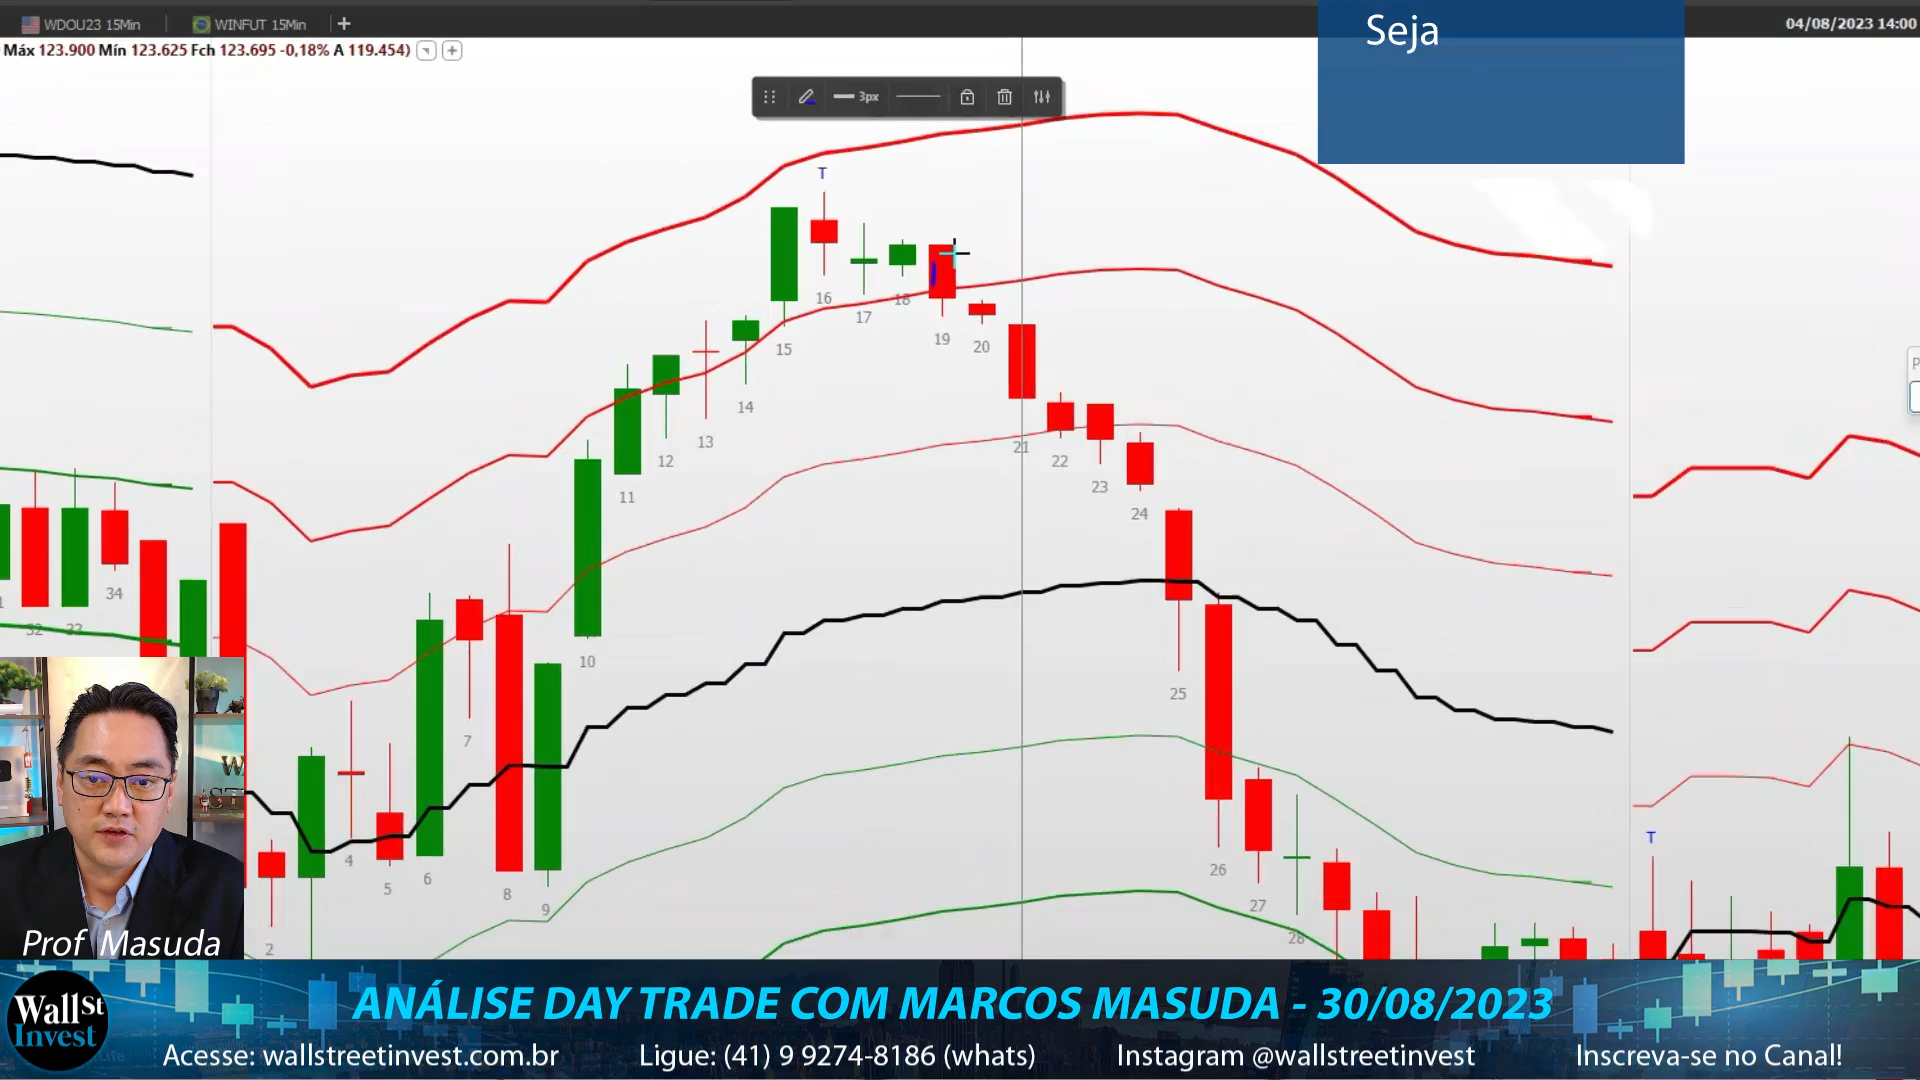 WDOU23 15Min
WINFUT 15Min
04/08/2023 14:00
Máx 123.900 Mín 123.625 Fch 123.695 -0,18% A 119.454)
Seja
3px
T
16
17
18
19
20
15
14
13
12
11
10
21
22
23
24
25
26
27
28
32
33
34
2
4
5
6
7
8
9
T
Prof Masuda
WallSt
Invest
ANÁLISE DAY TRADE COM MARCOS MASUDA - 30/08/2023
Acesse: wallstreetinvest.com.br
Ligue: (41) 9 9274-8186 (whats)
Instagram @wallstreetinvest
Inscreva-se no Canal!